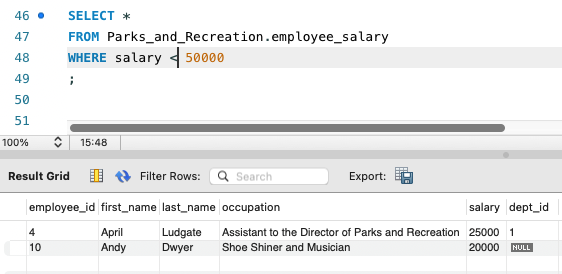 46 SELECT *
47 FROM Parks_and_Recreation.employee_salary
48 WHERE salary < 50000
49 ;
50
51
100% 15:48
Result Grid Filter Rows: Search Export:
employee_id first_name last_name occupation salary dept_id
4 April Ludgate Assistant to the Director of Parks and Recreation 25000 1
10 Andy Dwyer Shoe Shiner and Musician 20000 NULL